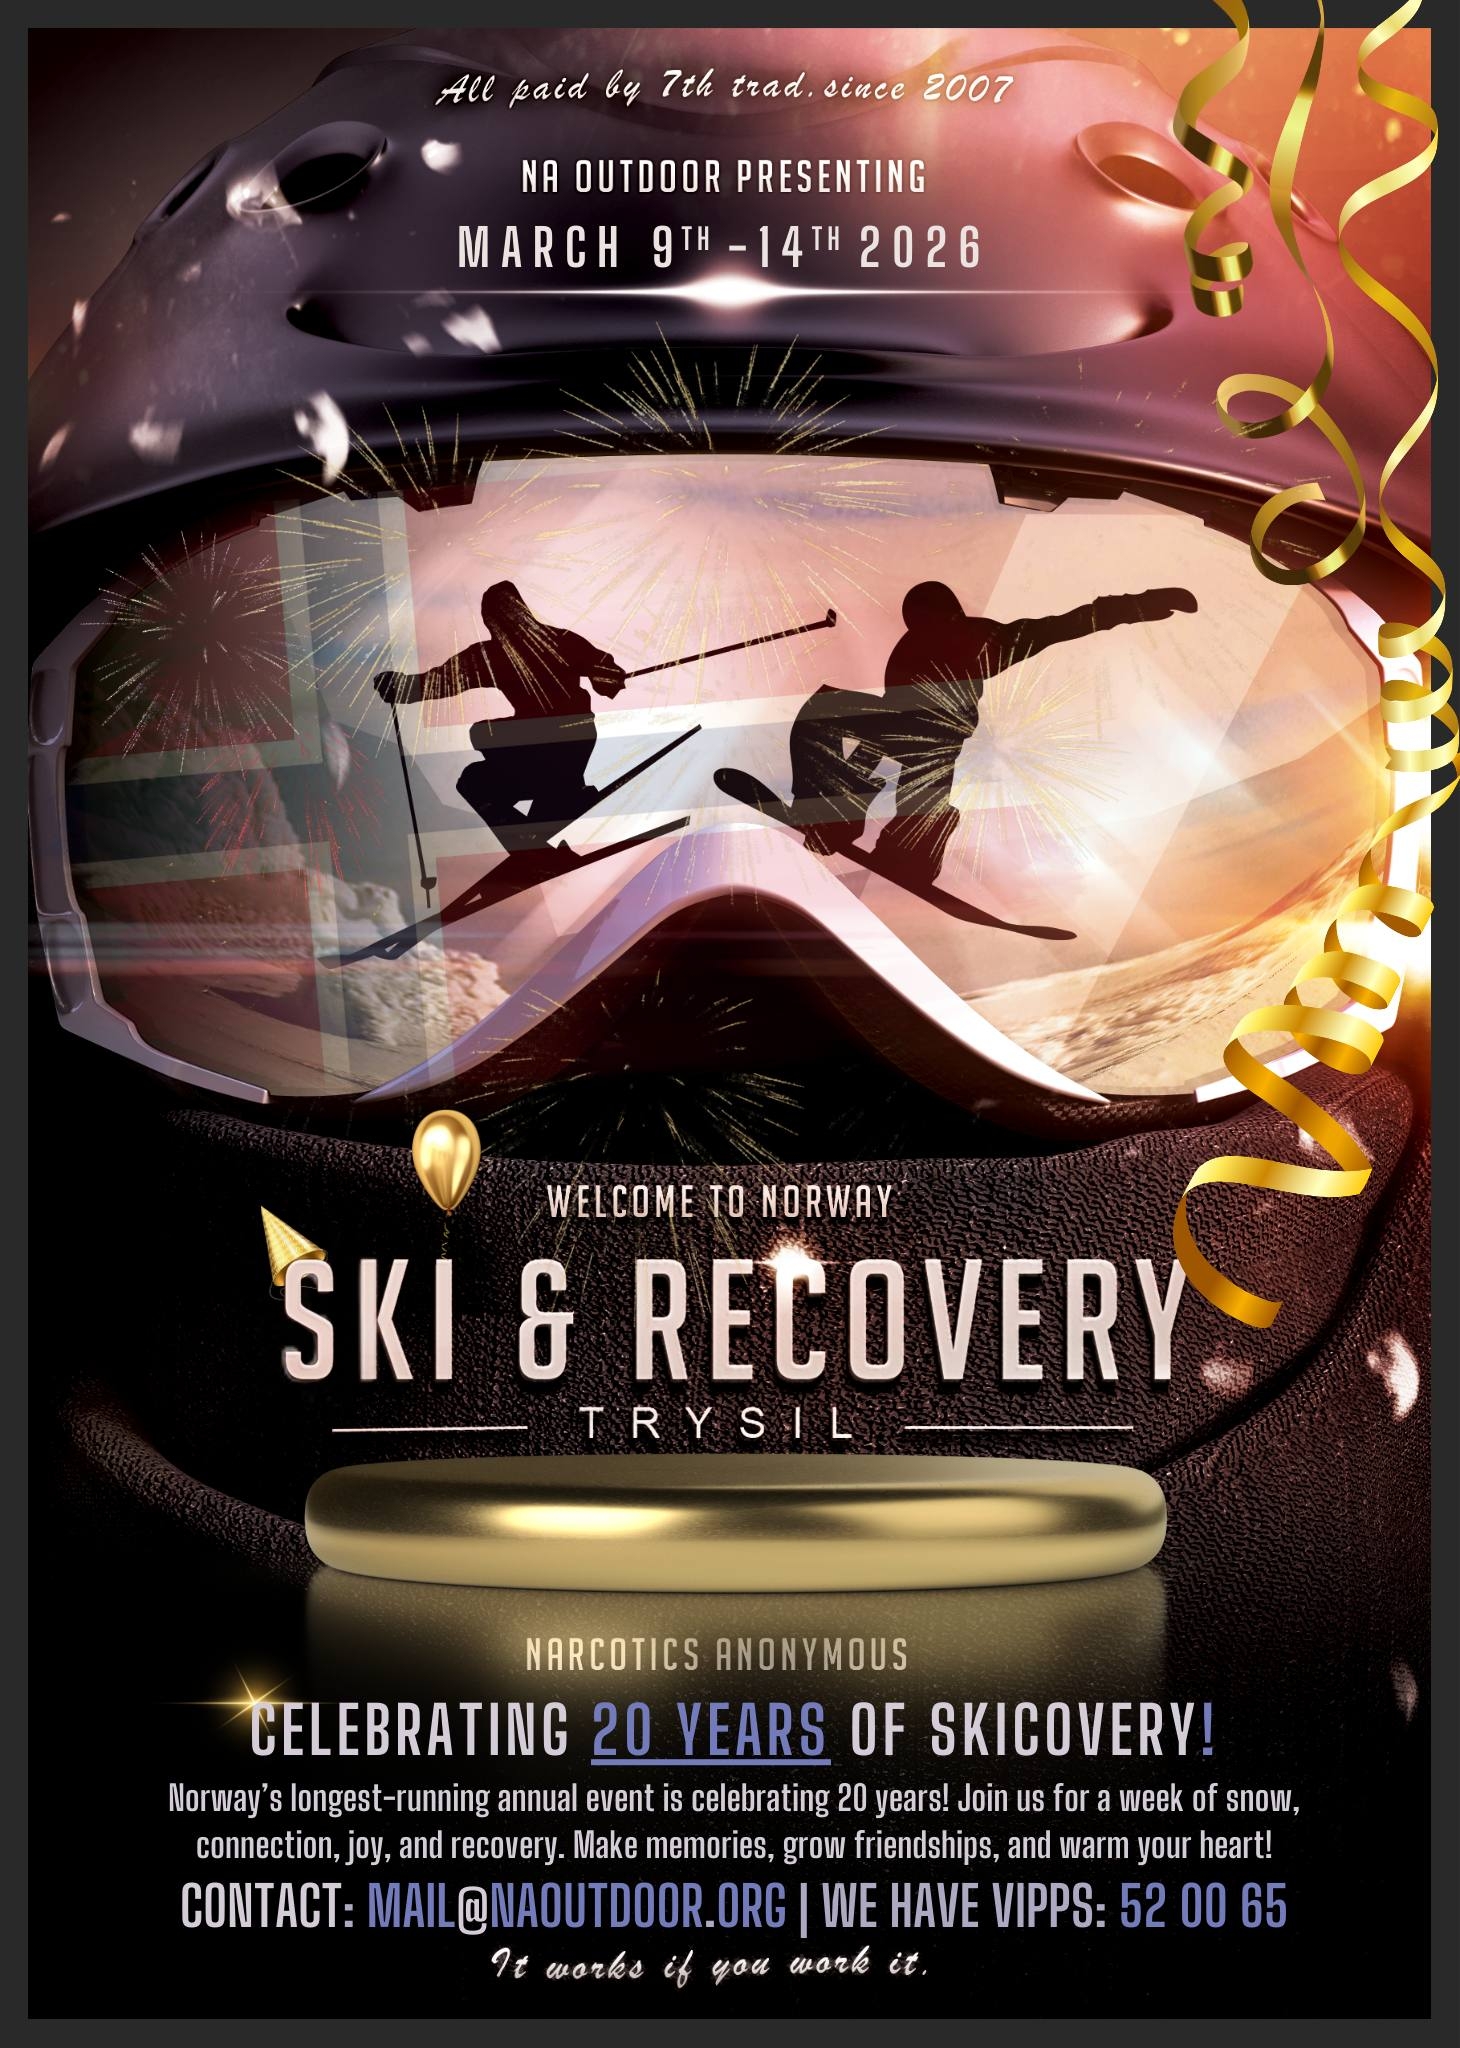 All paid by 7th trad. since 2007
NA OUTDOOR PRESENTING
MARCH 9TH -14TH 2026
WELCOME TO NORWAY
SKI & RECOVERY
TRYSIL
NARCOTICS ANONYMOUS
CELEBRATING 20 YEARS OF SKICOVERY!
Norway's longest-running annual event is celebrating 20 years! Join us for a week of snow,
connection, joy, and recovery. Make memories, grow friendships, and warm your heart!
CONTACT: MAIL@NAOUTDOOR.ORG | WE HAVE VIPPS: 52 00 65
It works if you work it.